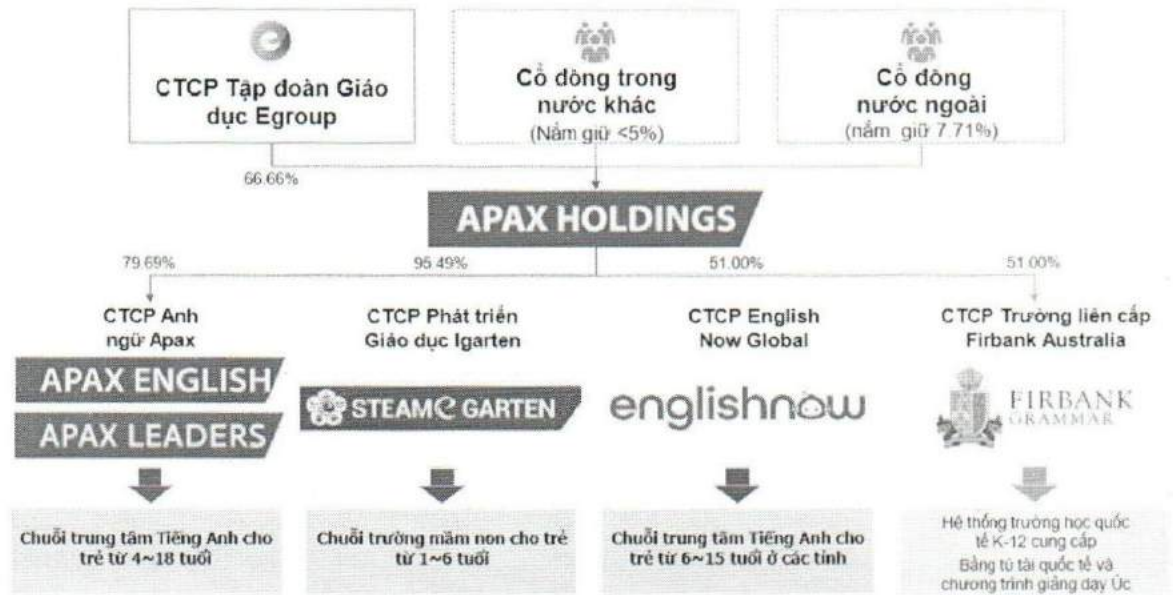 CTCP Tập đoàn Giáo
dục Egroup
Cổ đông trong
nước khác
(Nắm giữ <5%)
Cổ đông
nước ngoài
(nắm giữ 7.71%)
66.66%
APAX HOLDINGS
79.69%
95.49%
51.00%
51.00%
CTCP Anh
ngữ Apax
APAX ENGLISH
APAX LEADERS
Chuỗi trung tâm Tiếng Anh cho
trẻ từ 4~18 tuổi
CTCP Phát triển
Giáo dục Igarten
STEAMe GARTEN
Chuỗi trường mầm non cho trẻ
từ 1~6 tuổi
CTCP English
Now Global
englishnow
Chuỗi trung tâm Tiếng Anh cho
trẻ từ 6~15 tuổi ở các tỉnh
CTCP Trường liên cấp
Firbank Australia
FIRBANK
GRAMMAR
Hệ thống trường học quốc
tế K-12 cung cấp
Bằng tú tài quốc tế và
chương trình giảng dạy Úc